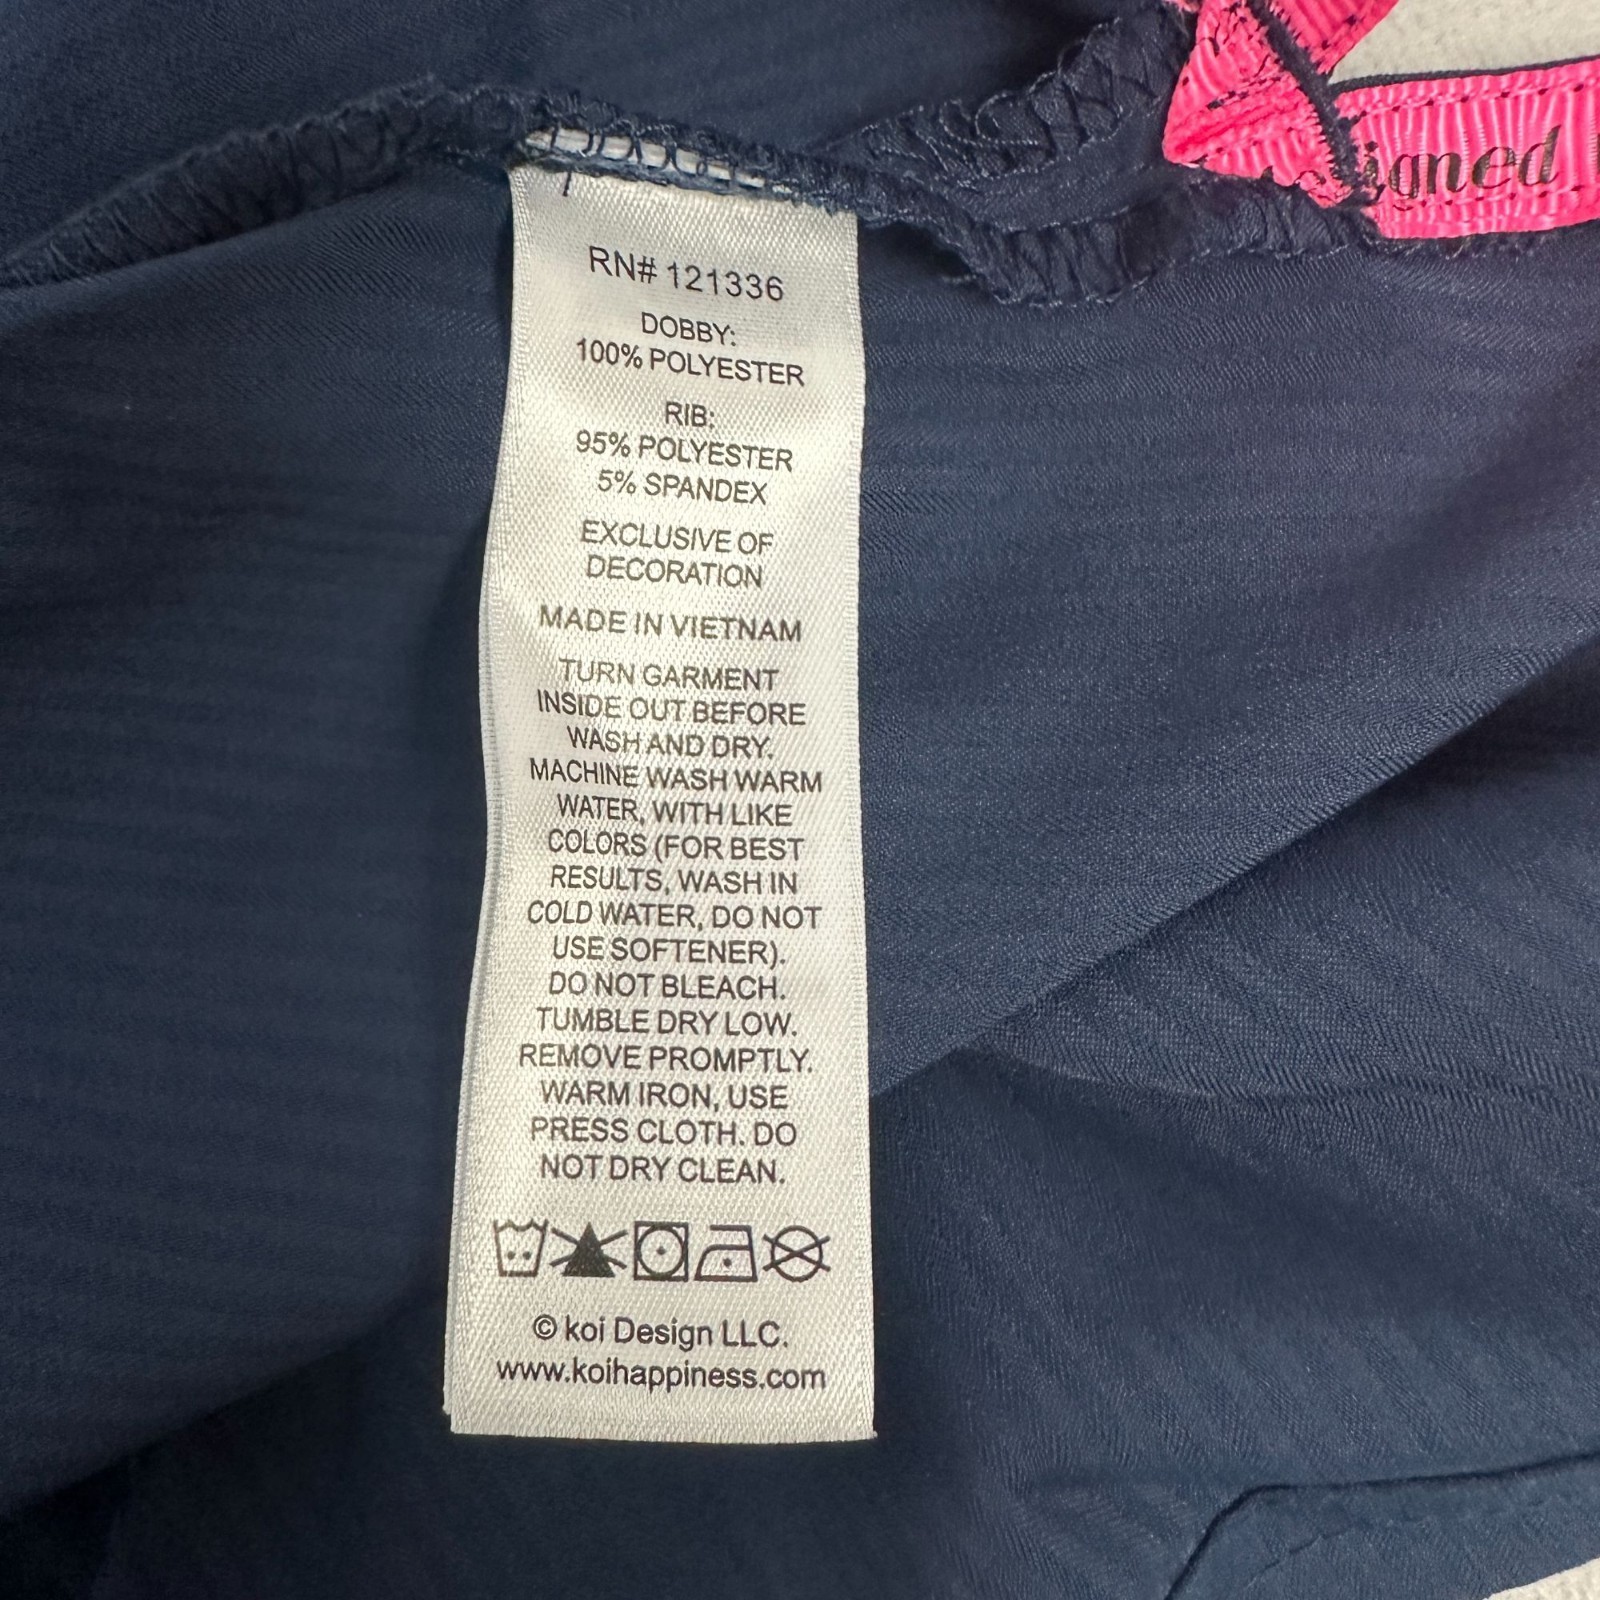 igned
RN# 121336
DOBBY:
100% POLYESTER
RIB:
95% POLYESTER
5% SPANDEX
EXCLUSIVE OF
DECORATION
MADE IN VIETNAM
TURN GARMENT
INSIDE OUT BEFORE
WASH AND DRY.
MACHINE WASH WARM
WATER, WITH LIKE
COLORS (FOR BEST
RESULTS, WASH IN
COLD WATER, DO NOT
USE SOFTENER).
DO NOT BLEACH.
TUMBLE DRY LOW.
REMOVE PROMPTLY.
WARM IRON, USE
PRESS CLOTH. DO
NOT DRY CLEAN.
© koi Design LLC.
www.koihappiness.com